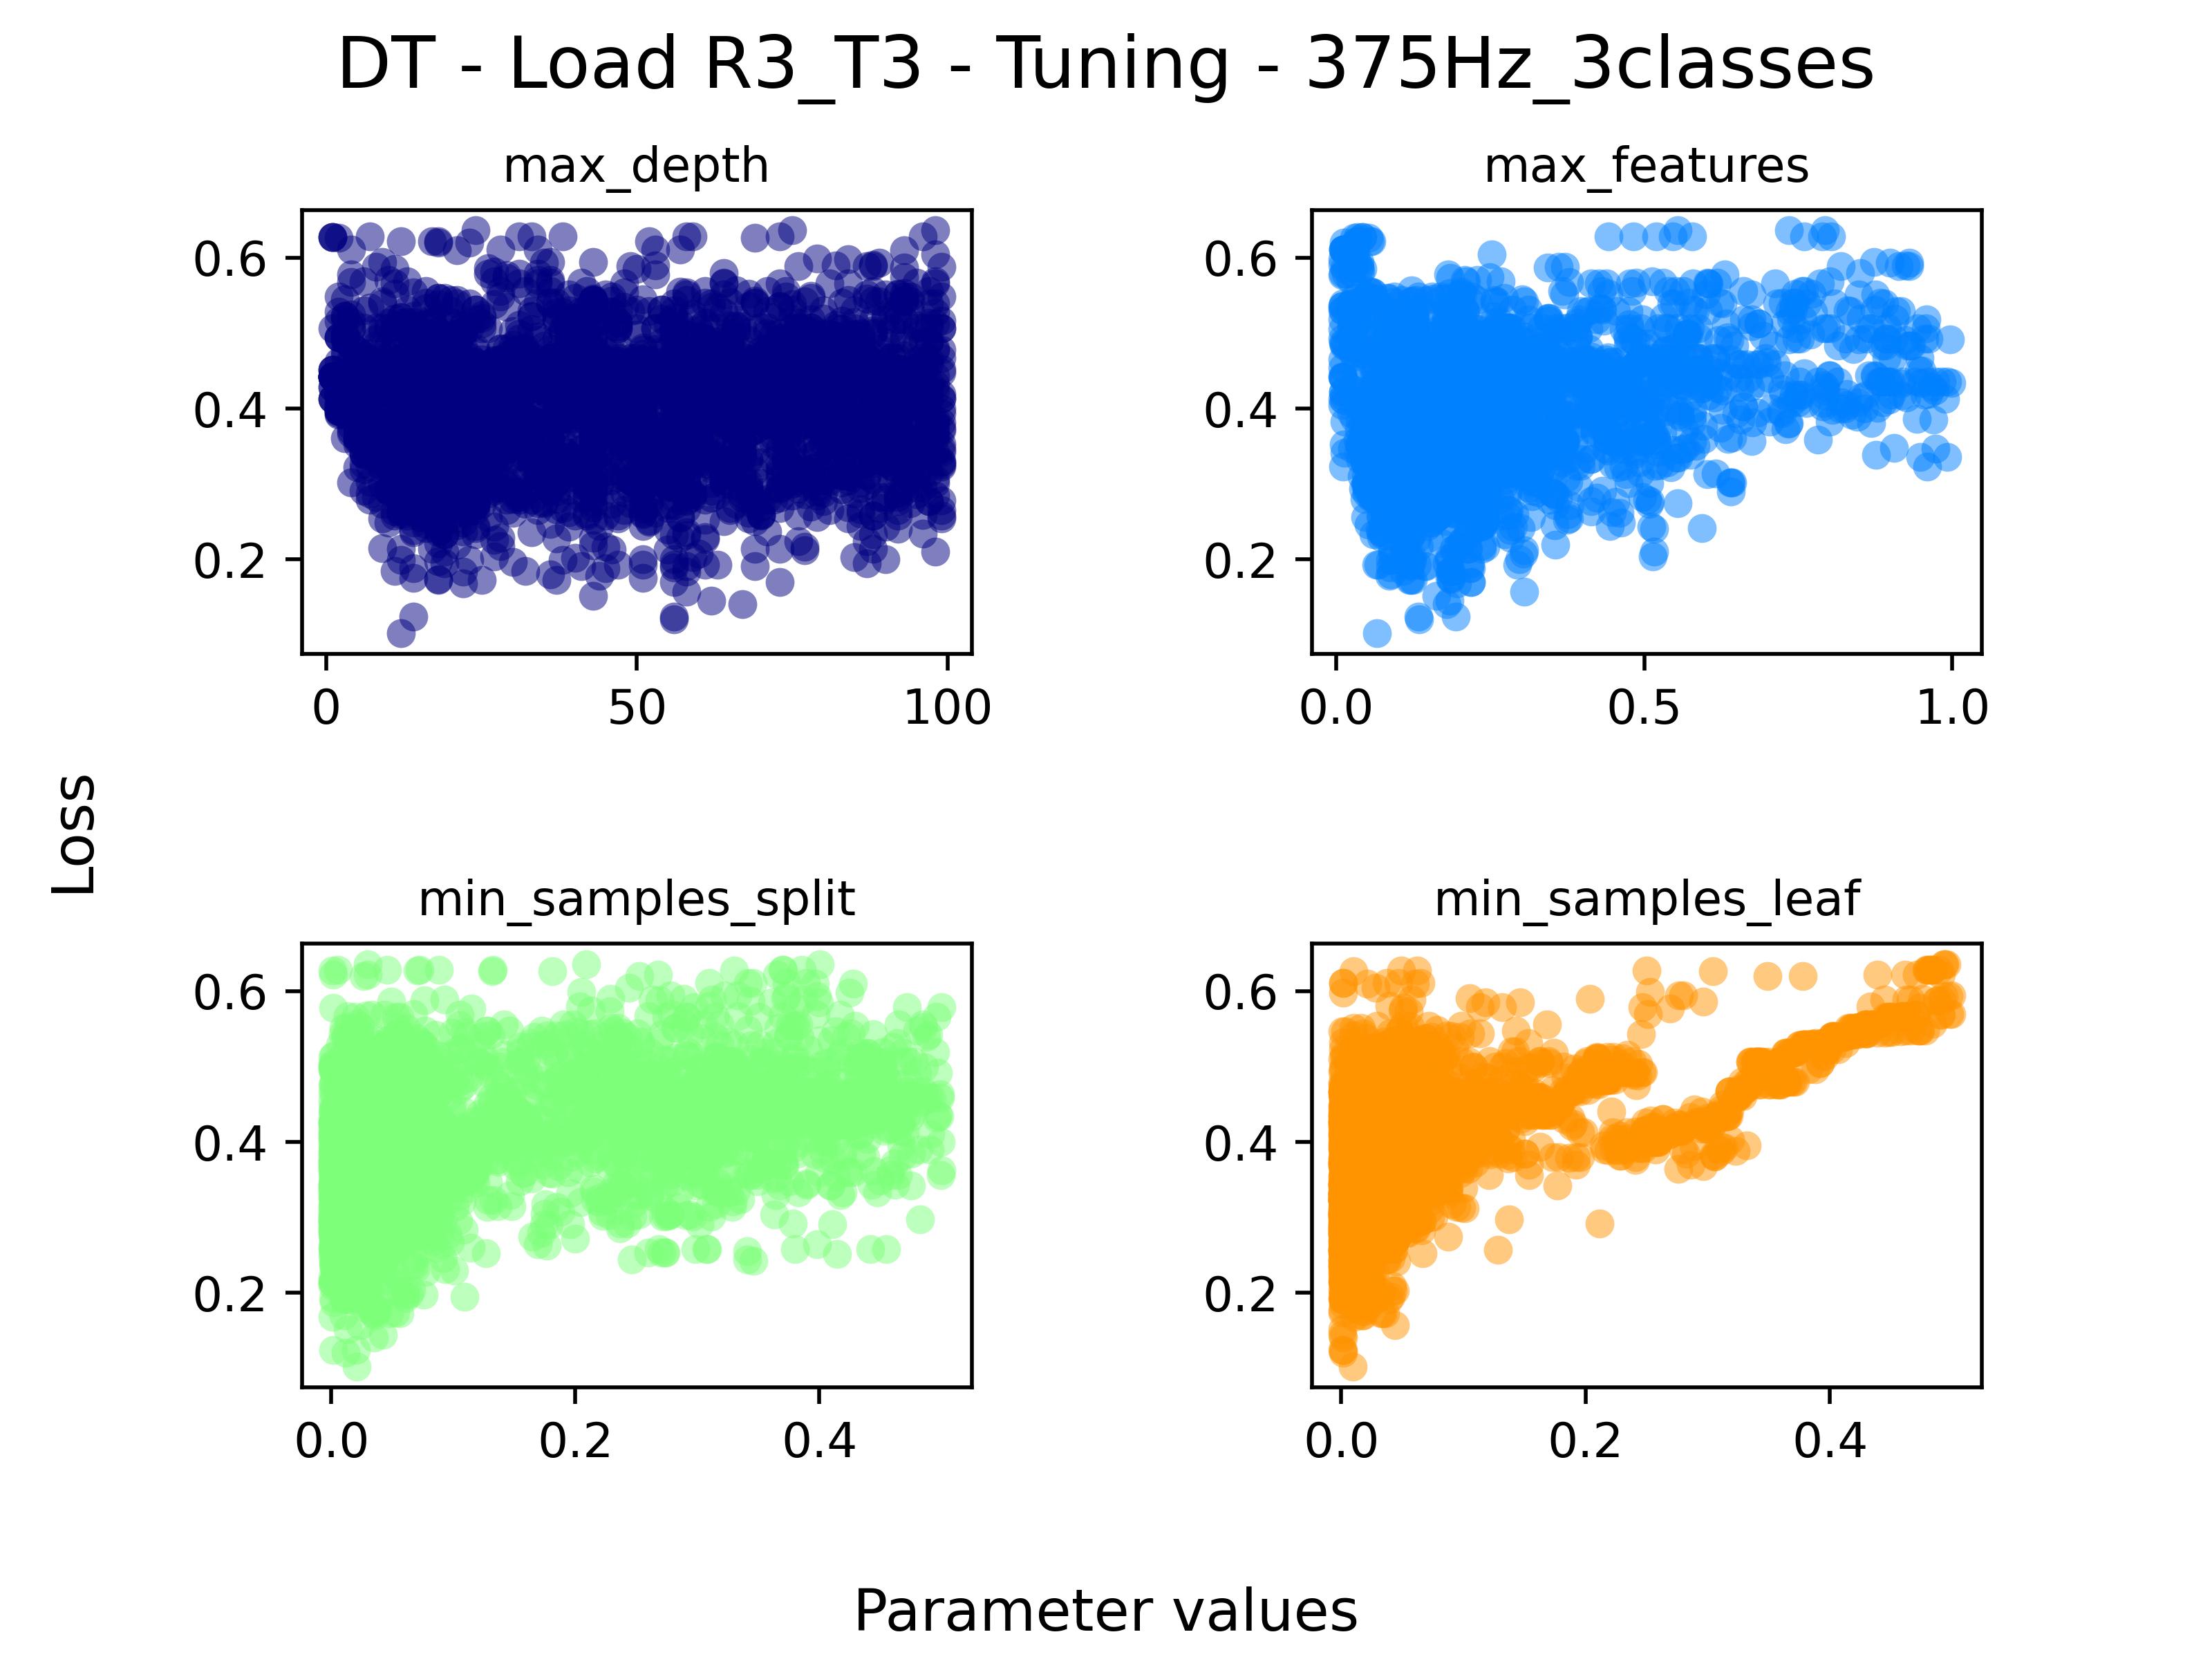 DT - Load R3_T3 - Tuning - 375Hz_3classes
max_depth
0.6
0.4
0.2
0 50 100
max_features
0.6
0.4
0.2
0.0 0.5 1.0
Loss
min_samples_split
0.6
0.4
0.2
0.0 0.2 0.4
min_samples_leaf
0.6
0.4
0.2
0.0 0.2 0.4
Parameter values